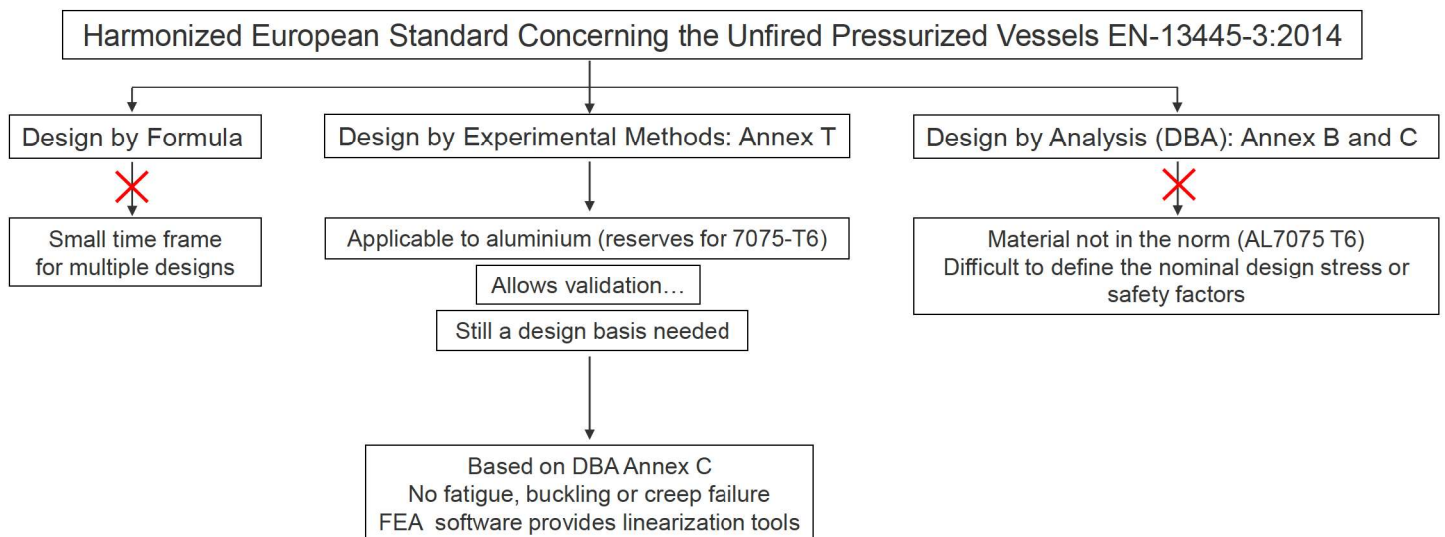 Harmonized European Standard Concerning the Unfired Pressurized Vessels EN-13445-3:2014
Design by Formula
Design by Experimental Methods: Annex T
Design by Analysis (DBA): Annex B and C
Small time frame
for multiple designs
Applicable to aluminium (reserves for 7075-T6)
Allows validation…
Still a design basis needed
Material not in the norm (AL7075 T6)
Difficult to define the nominal design stress or
safety factors
Based on DBA Annex C
No fatigue, buckling or creep failure
FEA software provides linearization tools